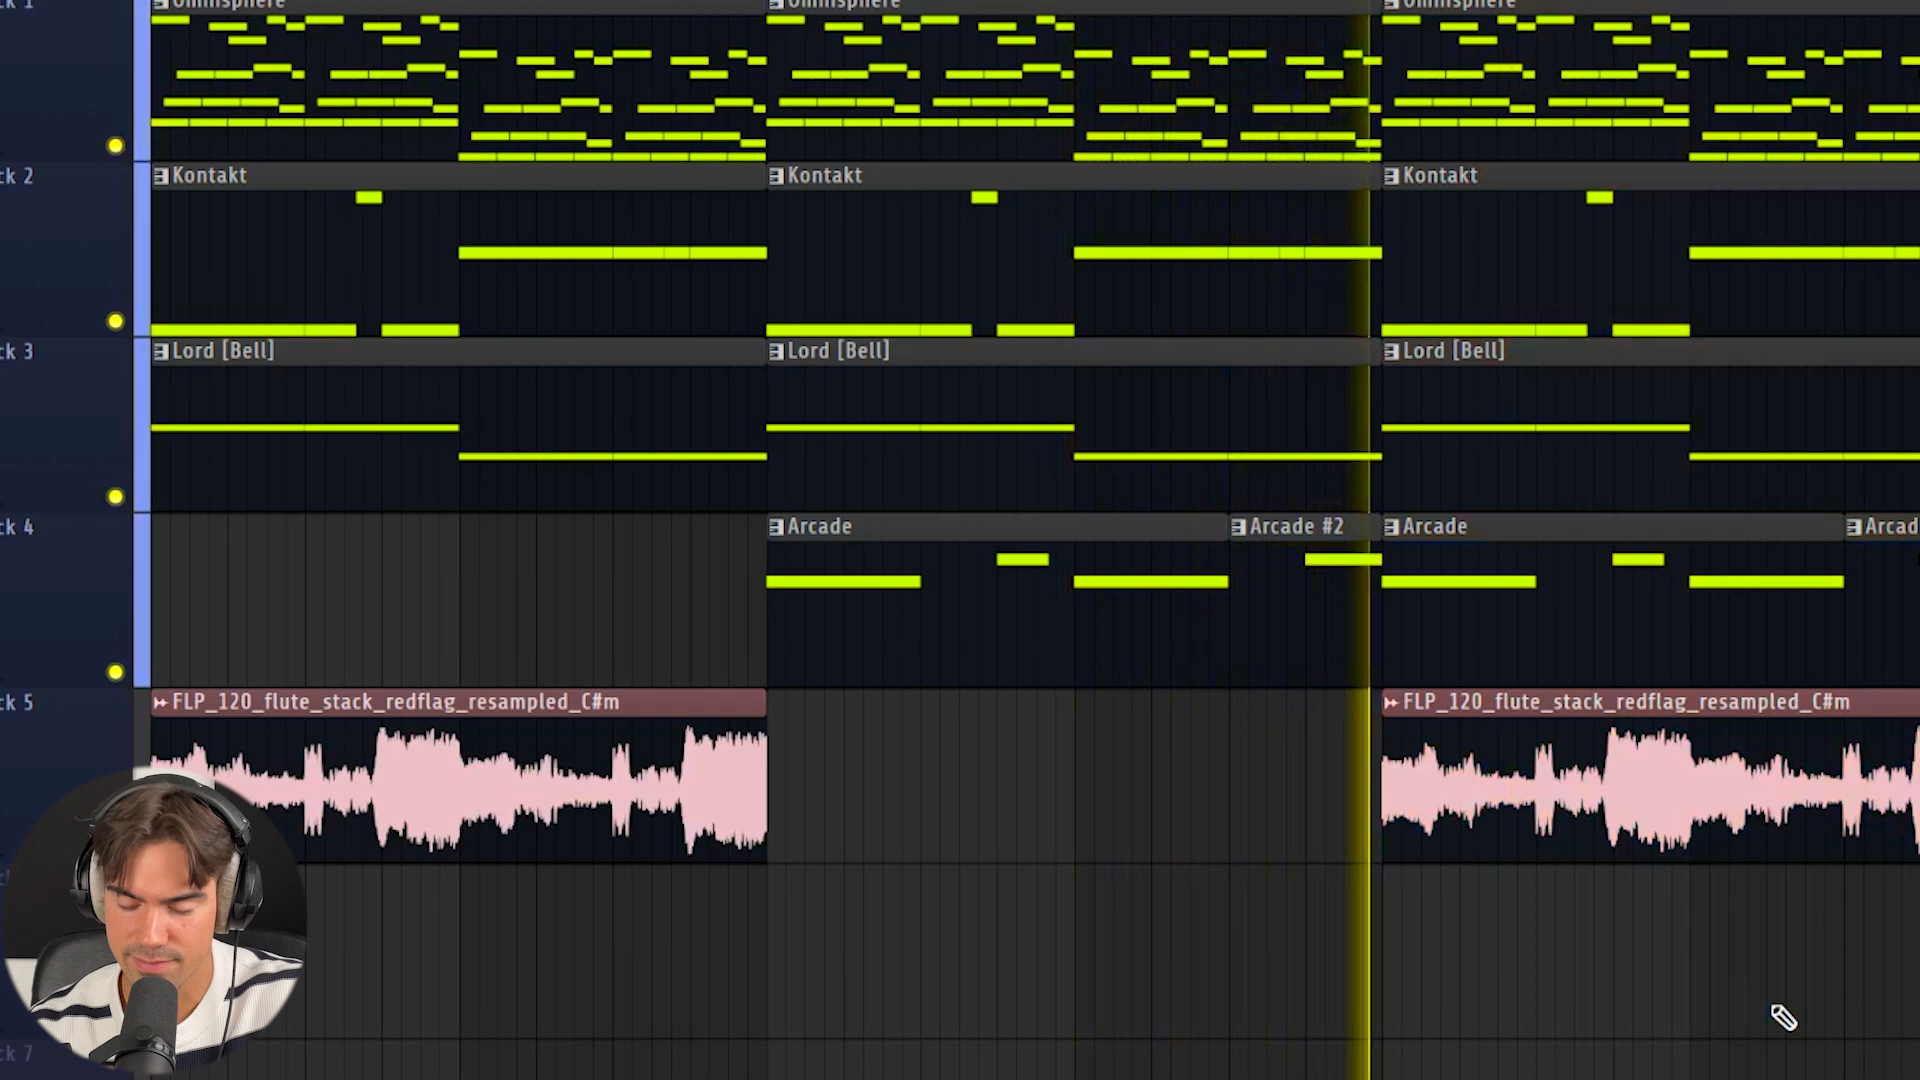 ck 1
Omnisphere
Omnisphere
Omnisphere
ck 2
Kontakt
Kontakt
Kontakt
ck 3
Lord [Bell]
Lord [Bell]
Lord [Bell]
ck 4
Arcade
Arcade #2
Arcade
Arcad
ck 5
FLP_120_flute_stack_redflag_resampled_C#m
FLP_120_flute_stack_redflag_resampled_C#m
ck 7